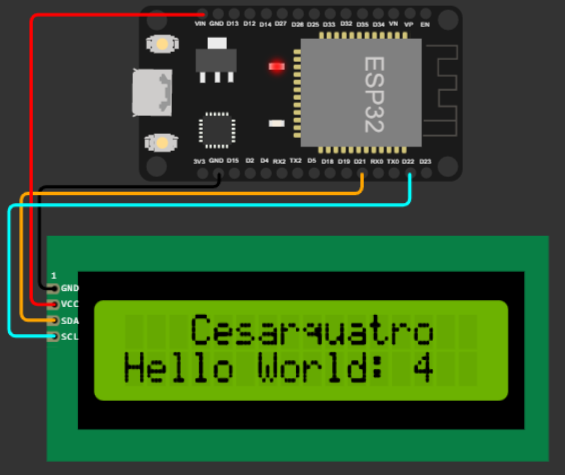 VIN GND D13 D12 D14 D27 D26 D25 D33 D32 D35 D34 VN VP EN
ESP32
3V3 GND D15 D2 D4 RX2 TX2 D5 D18 D19 D21 RX0 TX0 D22 D23
1
GND
VCC
SDA
SCL
Cesarquatro
Hello World: 4